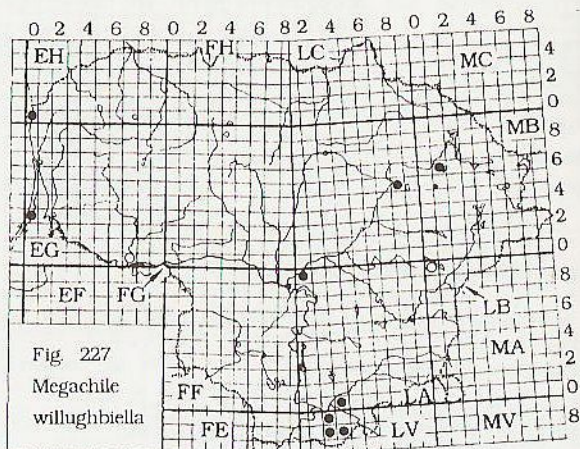 0 2 4 6 8 0 2 4 6 8 2 4 6 8 0 2 4 6 8
EH FH LC MC
4
2
0
MB
8
6
4
2
EG
0
EF FG
8
LB
6
MA
4
Fig. 227
2
Megachile
FF LA 0
willughbiella
FE LV MV 8